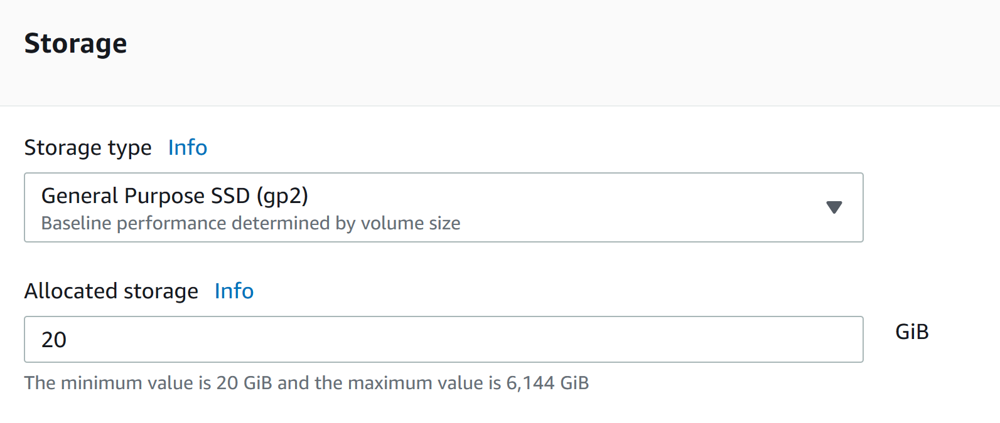 Storage
Storage type Info
General Purpose SSD (gp2)
Baseline performance determined by volume size
Allocated storage Info
20
GiB
The minimum value is 20 GiB and the maximum value is 6,144 GiB